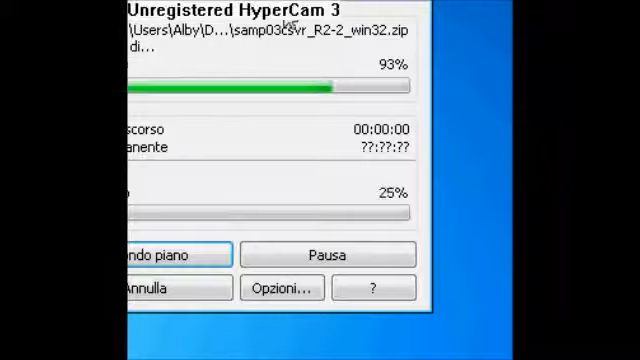 Unregistered HyperCam 3
\Users\Alby\D...\samp03csvr_R2-2_win32.zip
di...
93%
scorso 00:00:00
anente ??:??:??
o 25%
ondo piano Pausa
Annulla Opzioni... ?